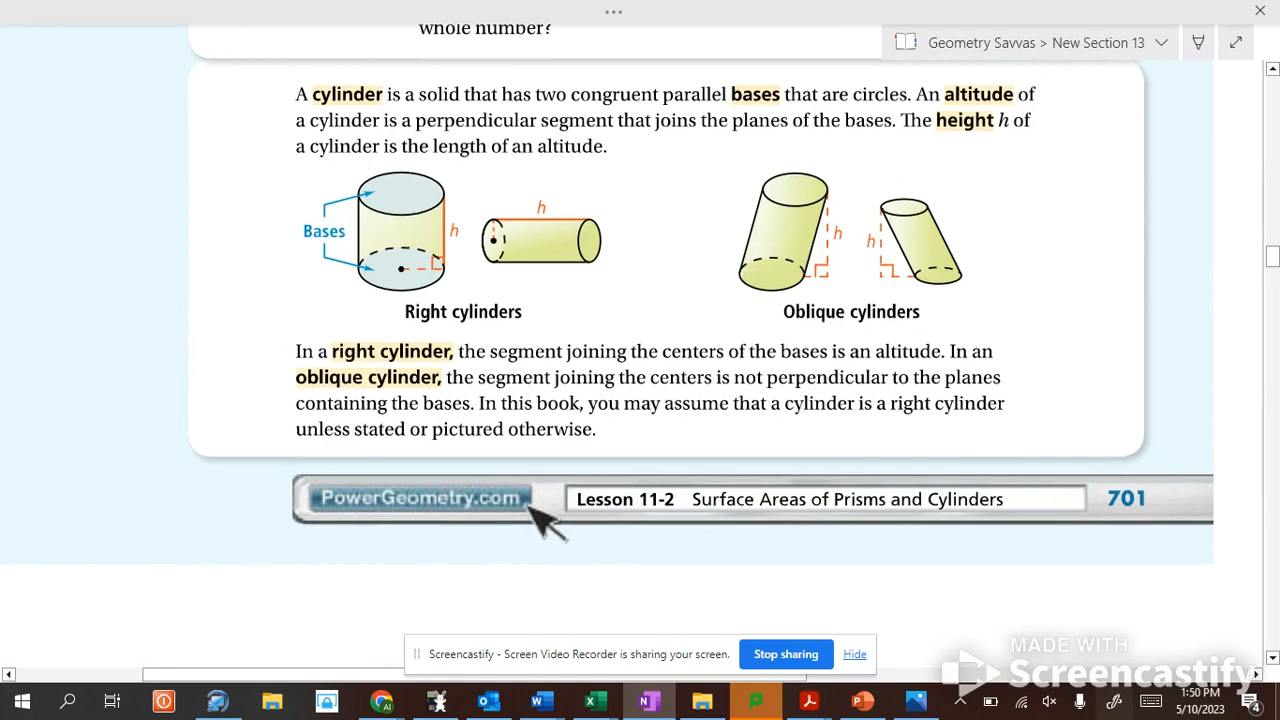 whole number?
Geometry Savvas > New Section 13
A cylinder is a solid that has two congruent parallel bases that are circles. An altitude of
a cylinder is a perpendicular segment that joins the planes of the bases. The height h of
a cylinder is the length of an altitude.
Bases
h
h
h
h
Right cylinders
Oblique cylinders
In a right cylinder, the segment joining the centers of the bases is an altitude. In an
oblique cylinder, the segment joining the centers is not perpendicular to the planes
containing the bases. In this book, you may assume that a cylinder is a right cylinder
unless stated or pictured otherwise.
PowerGeometry.com
Lesson 11-2 Surface Areas of Prisms and Cylinders
701
Screencastify - Screen Video Recorder is sharing your screen.
Stop sharing
Hide
MADE WITH
Screencastify
1:50 PM
5/10/2023
4